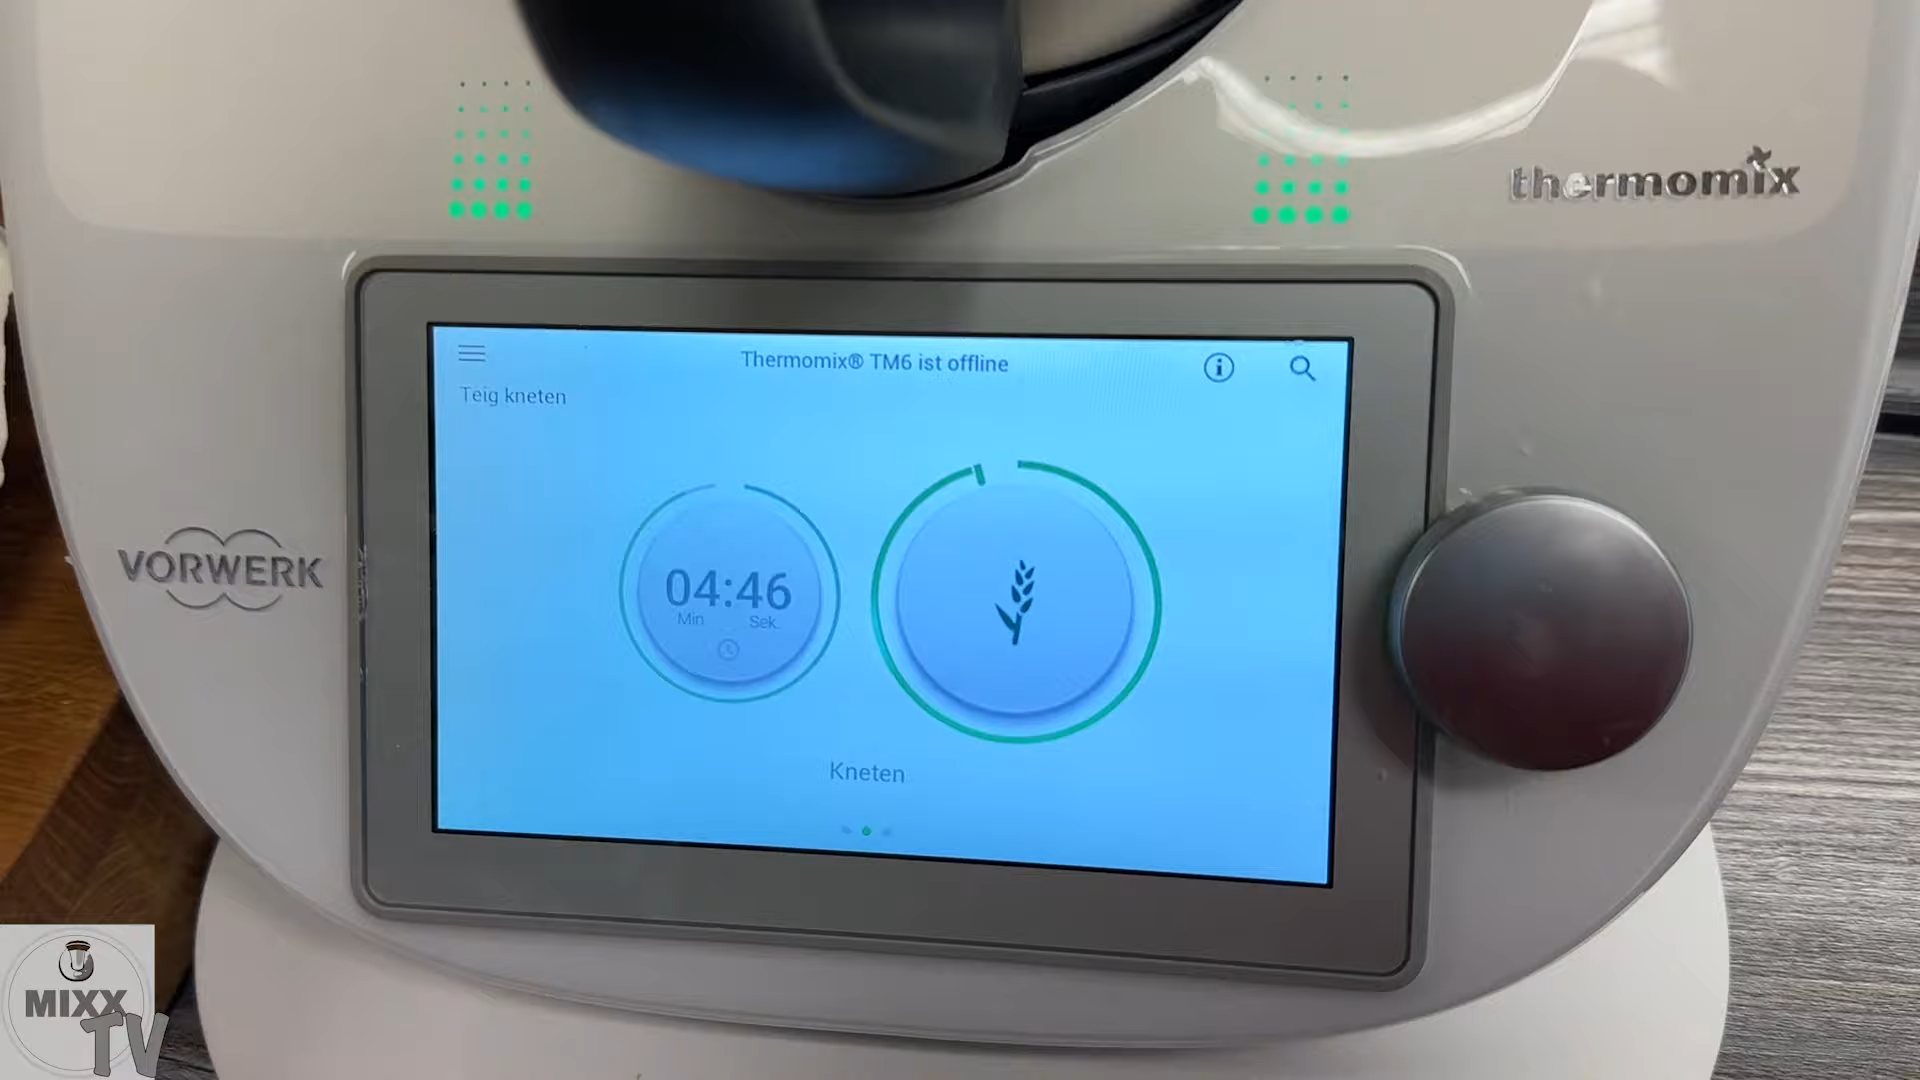 thermomix
Thermomix® TM6 ist offline
Teig kneten
VORWERK
04:46
Min Sek.
Kneten
MIXX
TV